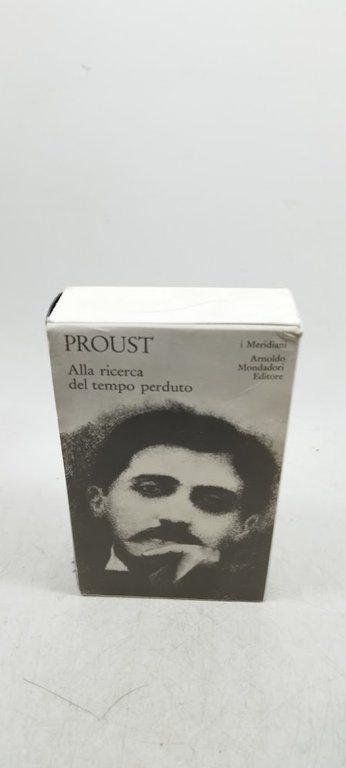 PROUST
Alla ricerca
del tempo perduto
i Meridiani
Arnoldo
Mondadori
Editore